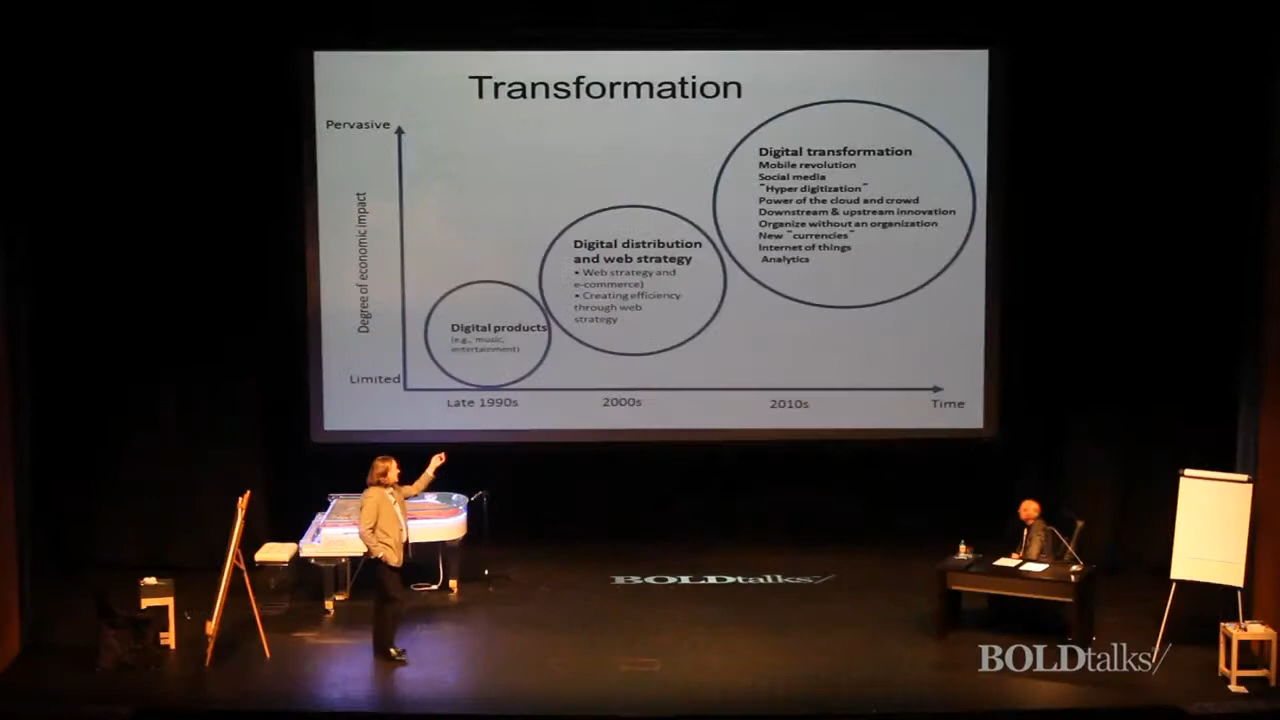 Transformation
Pervasive
Degree of economic impact
Limited
Digital products
(e.g., music,
entertainment)
Digital distribution
and web strategy
• Web strategy and
e-commerce)
• Creating efficiency
through web
strategy
Digital transformation
Mobile revolution
Social media
"Hyper digitization"
Power of the cloud and crowd
Downstream & upstream innovation
Organize without an organization
New "currencies"
Internet of things
Analytics
Late 1990s
2000s
2010s
Time
BOLDtalks/
BOLDtalks/